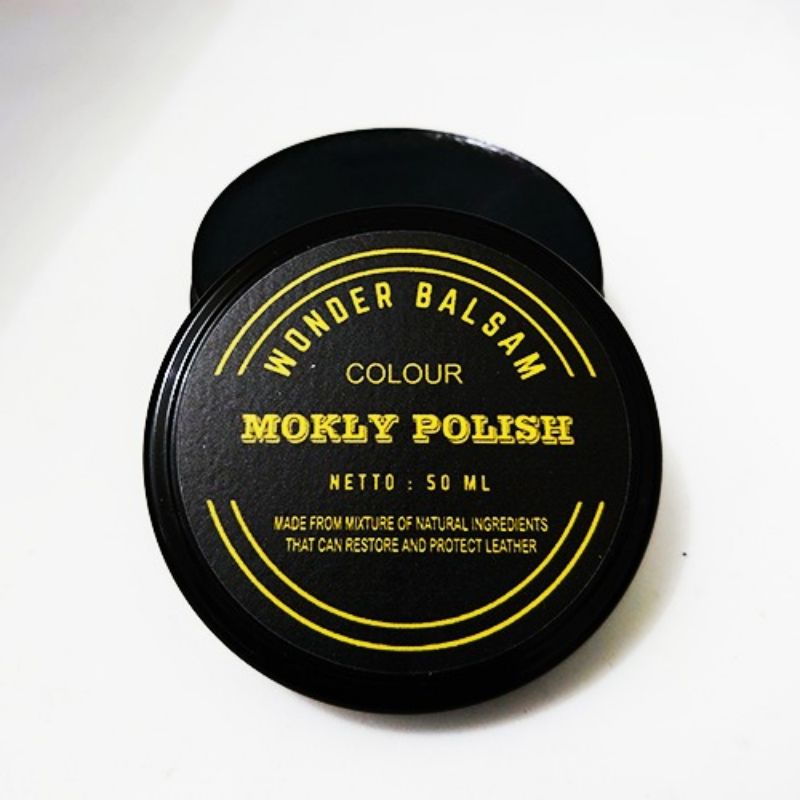 WONDER BALSAM
COLOUR
MOKLY POLISH
NETTO : 50 ML
MADE FROM MIXTURE OF NATURAL INGREDIENTS
THAT CAN RESTORE AND PROTECT LEATHER